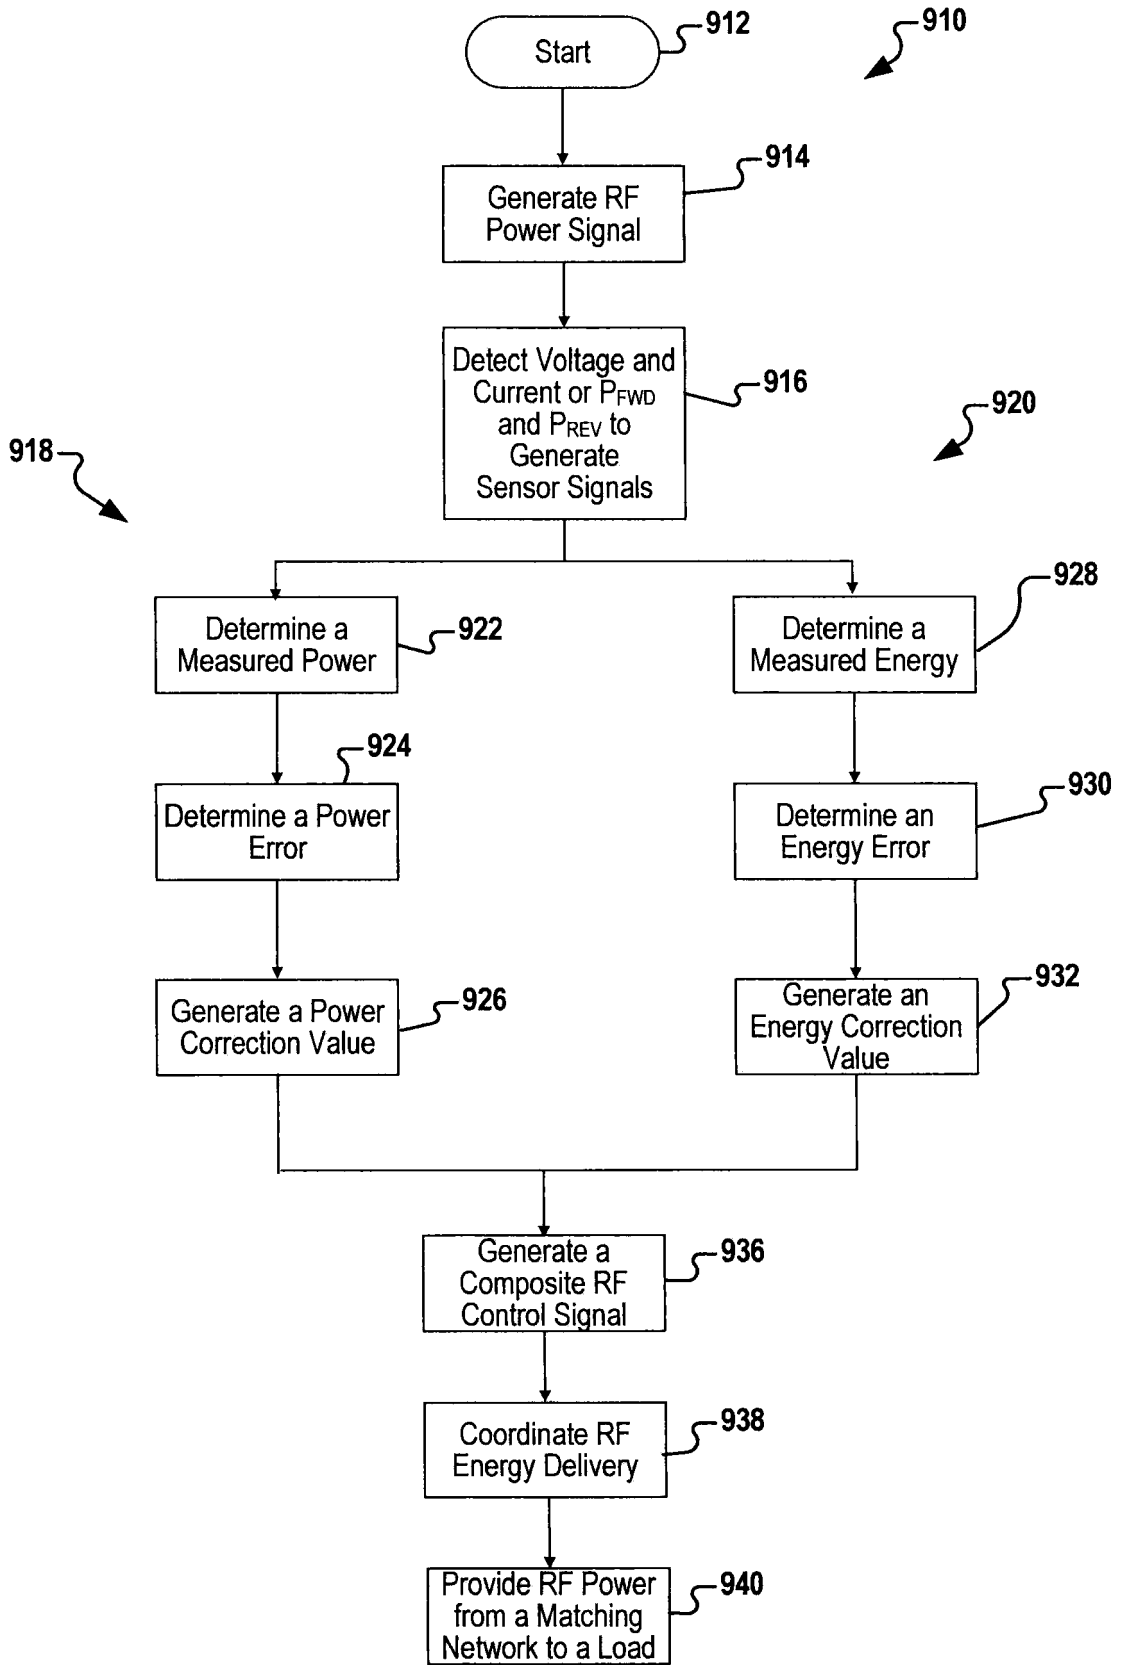 912
910
Start
914
Generate RF
Power Signal
Detect Voltage and
Current or PFWD
and PREV to
Generate
Sensor Signals
916
920
918
928
Determine a
Measured Power
922
Determine a
Measured Energy
924
Determine a Power
Error
930
Determine an
Energy Error
Generate a Power
Correction Value
926
932
Generate an
Energy Correction
Value
Generate a
Composite RF
Control Signal
936
Coordinate RF
Energy Delivery
938
Provide RF Power
from a Matching
Network to a Load
940